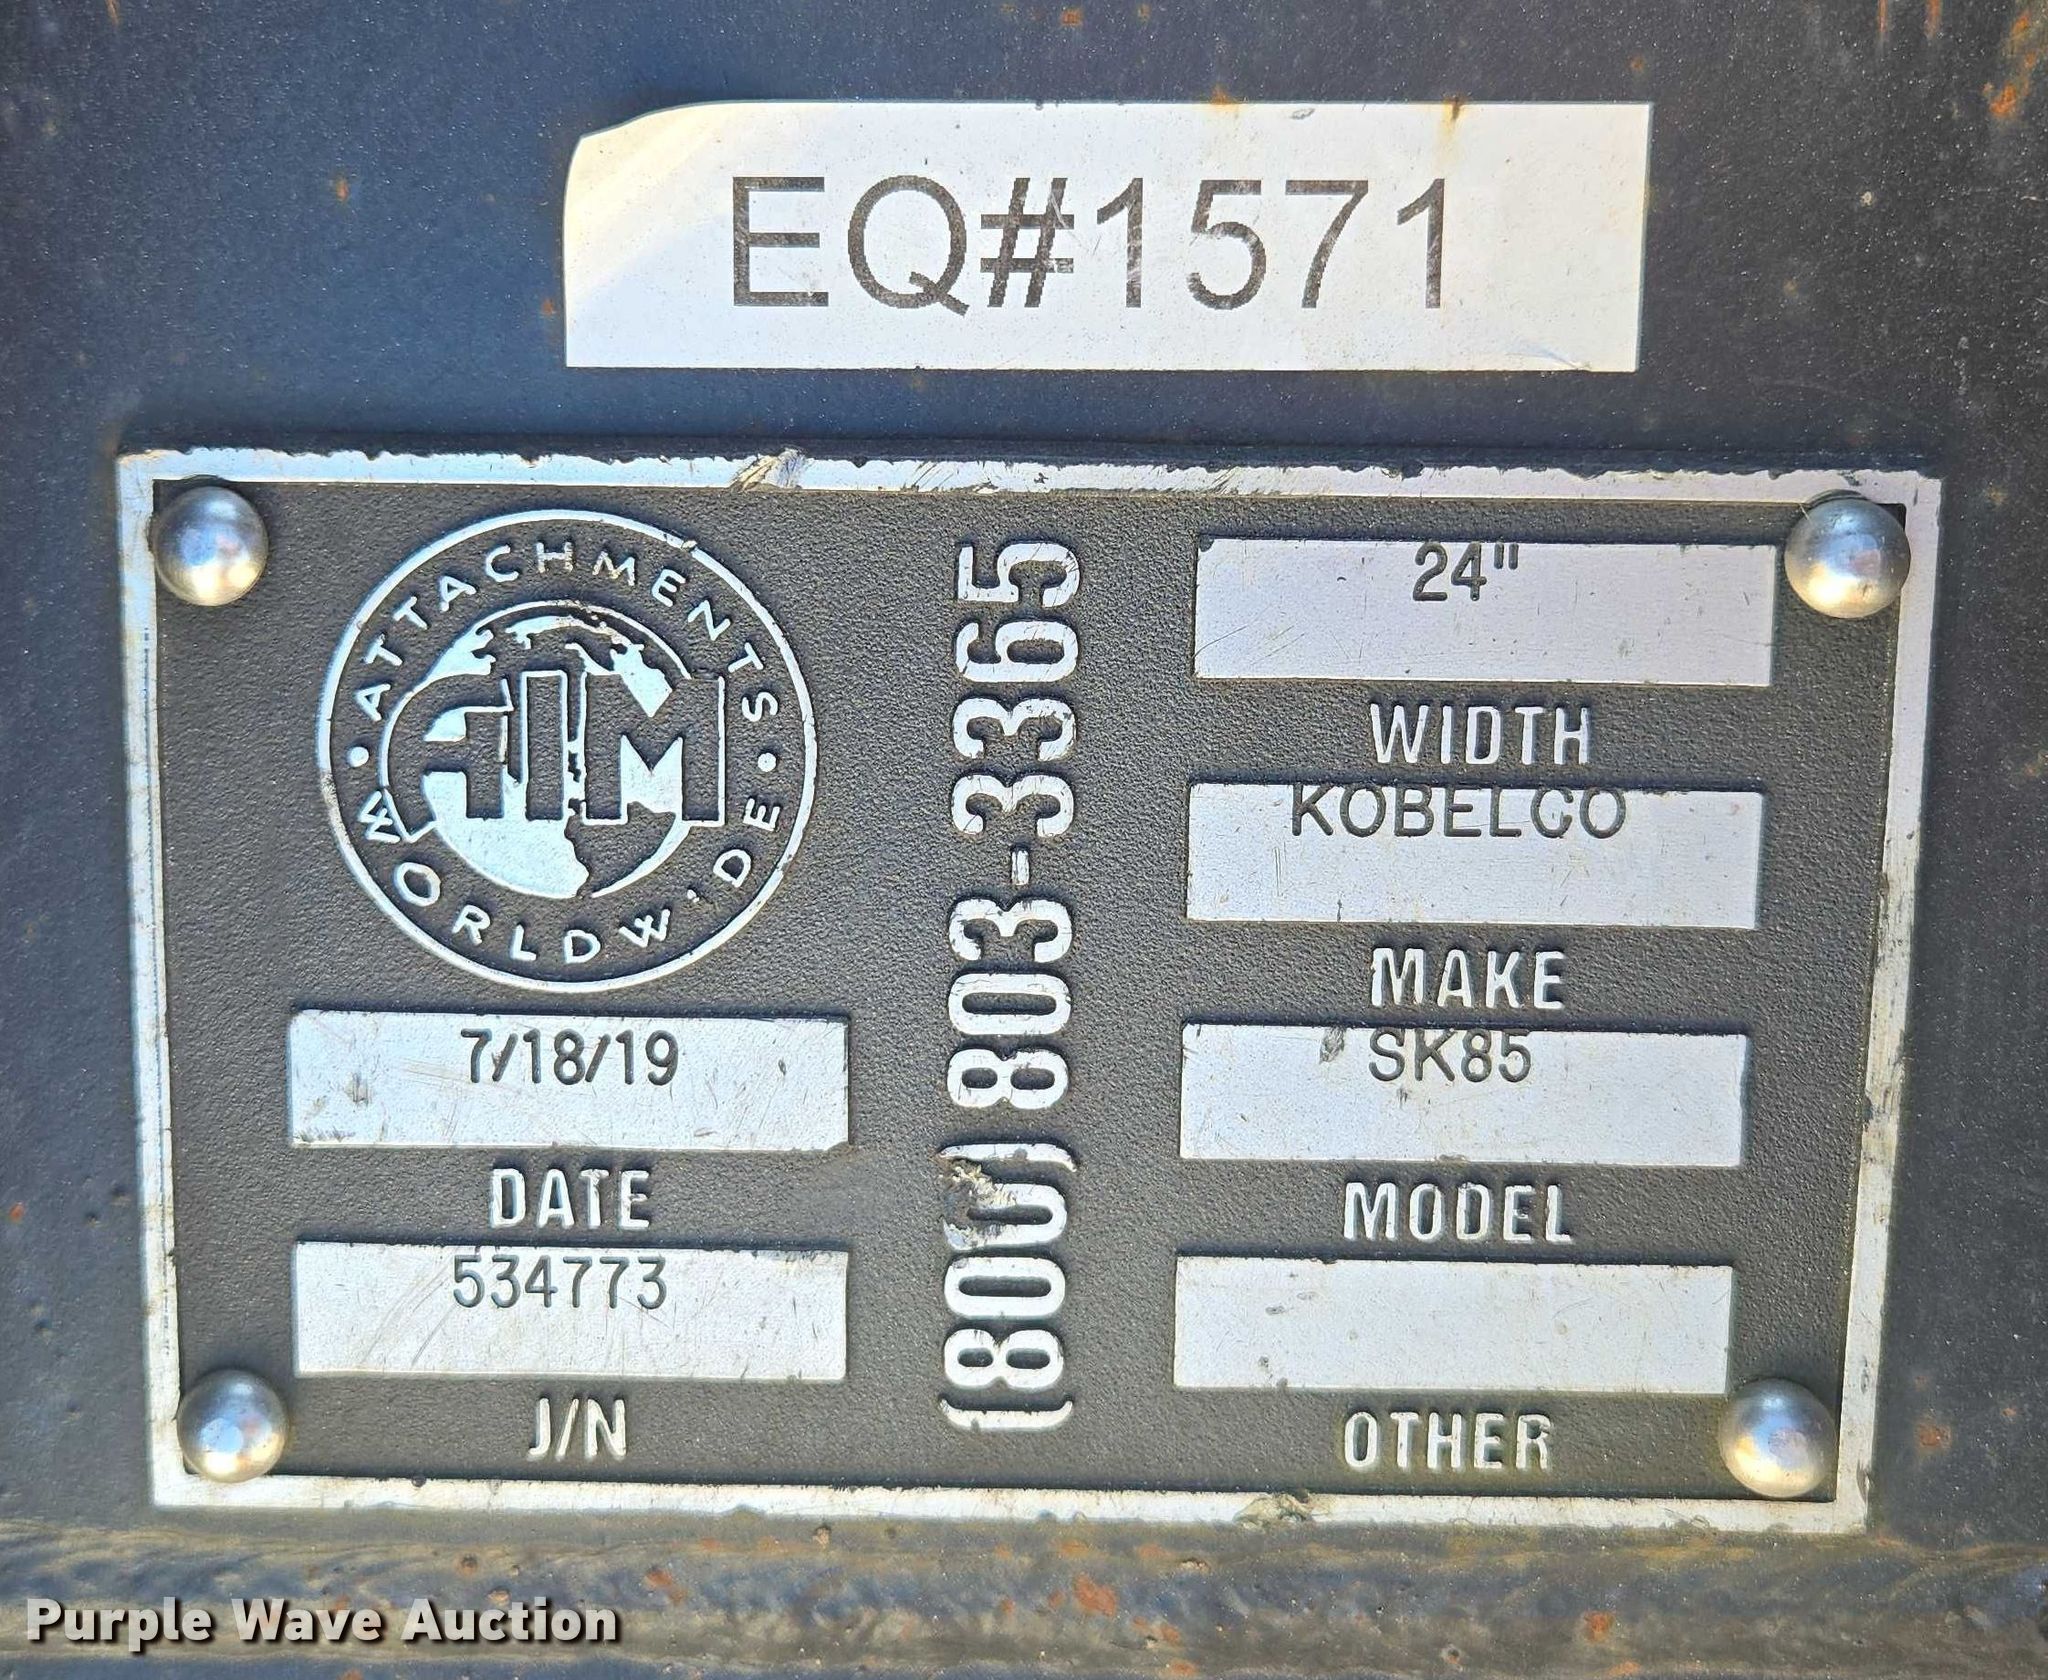 EQ#1571
ATTACHMENTS
AIM
WORLDWIDE
7/18/19
DATE
534773
J/N
(800) 803-3365
24"
WIDTH
KOBELCO
MAKE
SK85
MODEL
OTHER
Purple Wave Auction